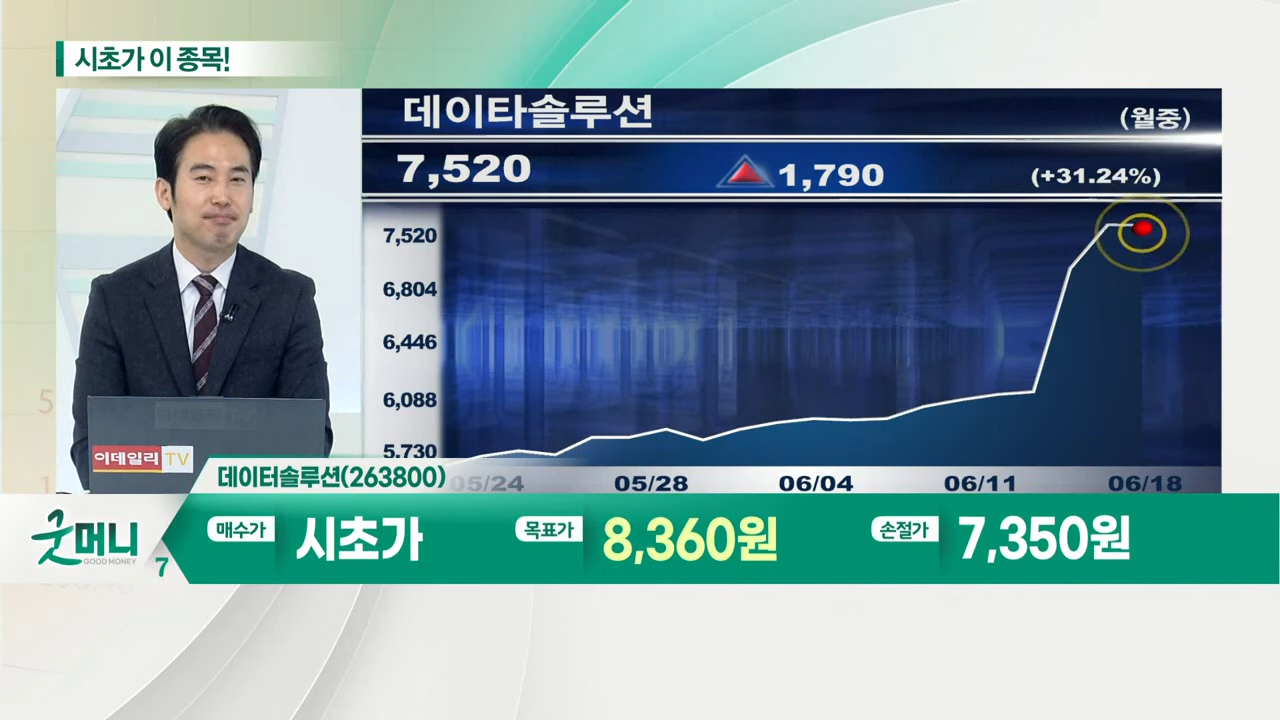 시초가 이 종목!
데이타솔루션
(월중)
7,520
1,790
(+31.24%)
7,520
6,804
6,446
6,088
5,730
05/24
05/28
06/04
06/11
06/18
이데일리 TV
데이터솔루션(263800)
굿머니
GOOD MONEY
7
매수가
시초가
목표가
8,360원
손절가
7,350원